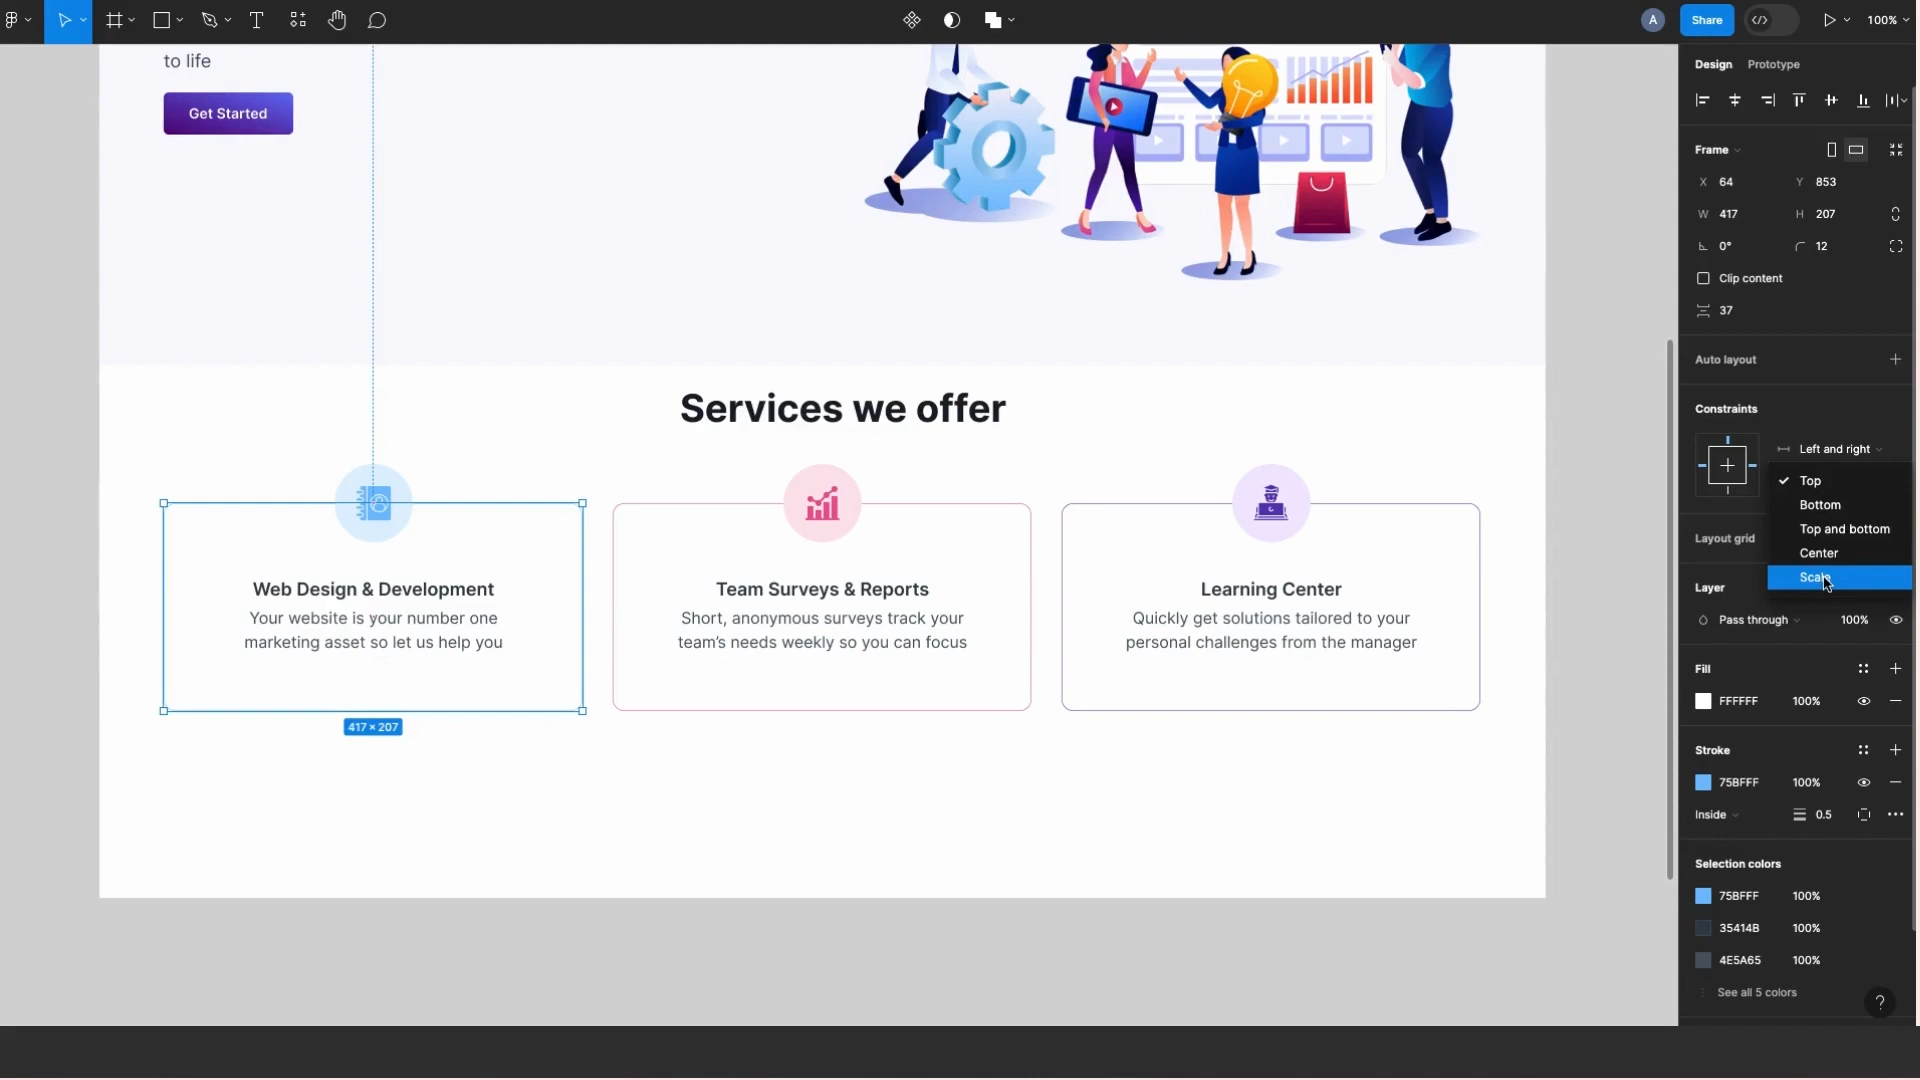 A
Share
100%
Design
Prototype
to life
Get Started
Frame
X 64
Y 853
W 417
H 207
0°
12
Clip content
37
Auto layout
Services we offer
Constraints
Left and right
Top
Bottom
Top and bottom
Center
Scale
Layout grid
Layer
Pass through
100%
Web Design & Development
Your website is your number one
marketing asset so let us help you
417 × 207
Team Surveys & Reports
Short, anonymous surveys track your
team's needs weekly so you can focus
Learning Center
Quickly get solutions tailored to your
personal challenges from the manager
Fill
FFFFFF 100%
Stroke
75BFFF 100%
Inside
0.5
Selection colors
75BFFF 100%
35414B 100%
4E5A65 100%
See all 5 colors
?